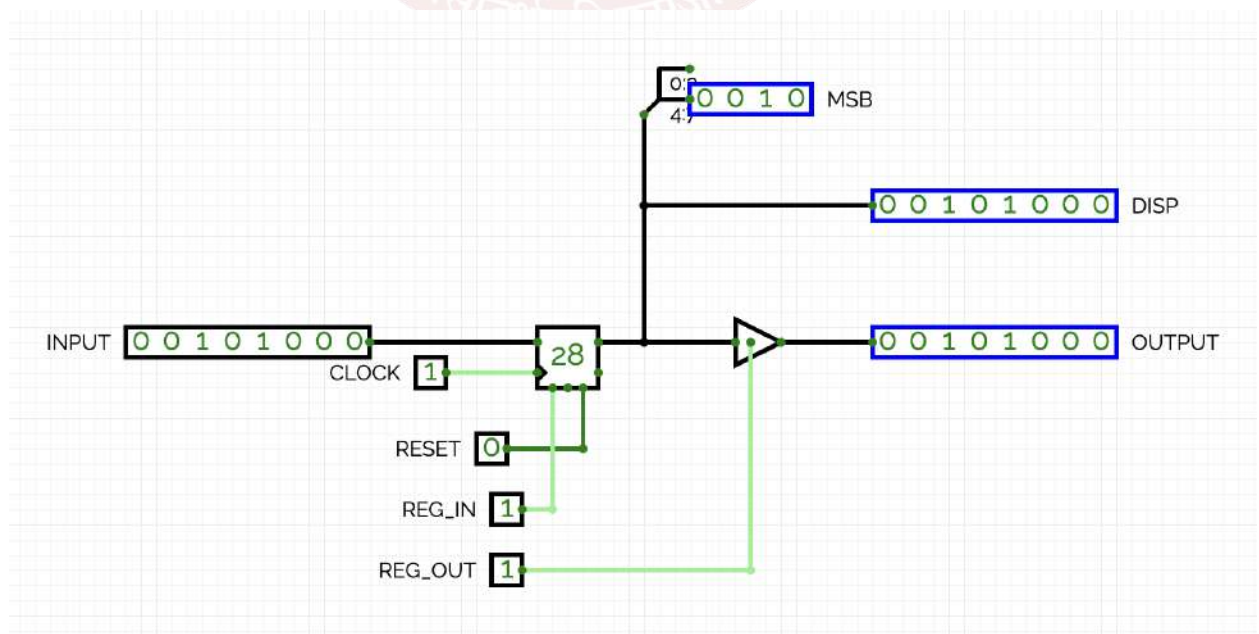 0 0 1 0 MSB
4:7
0 0 1 0 1 0 0 0 DISP
INPUT 0 0 1 0 1 0 0 0
28
0 0 1 0 1 0 0 0 OUTPUT
CLOCK 1
RESET 0
REG_IN 1
REG_OUT 1